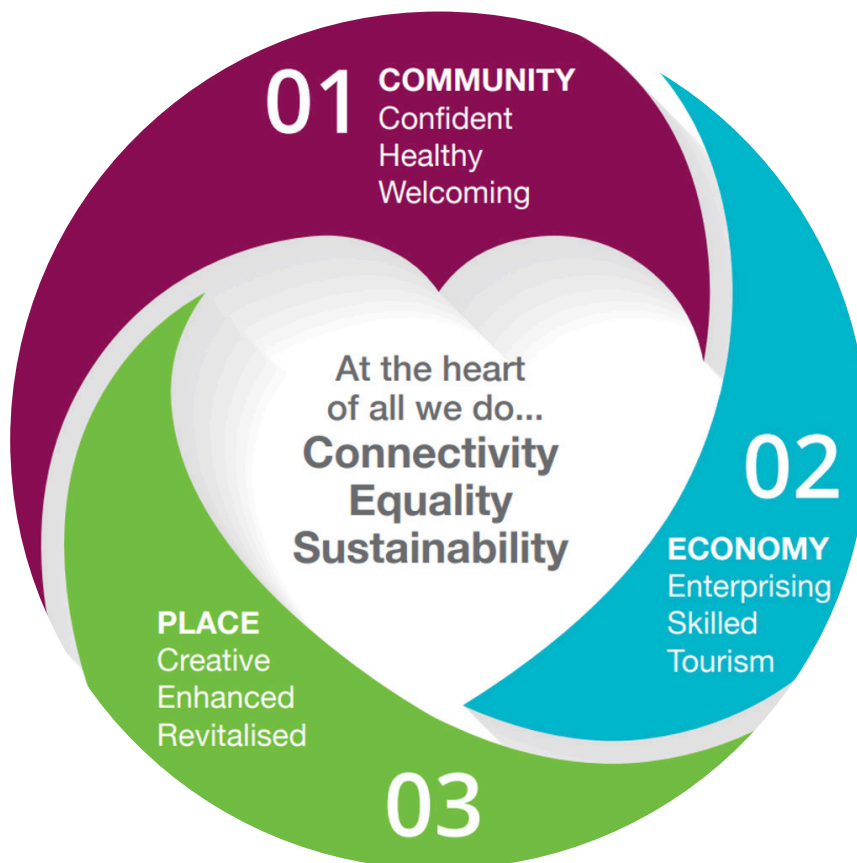 01
COMMUNITY
Confident
Healthy
Welcoming
At the heart
of all we do...
Connectivity
Equality
Sustainability
02
ECONOMY
Enterprising
Skilled
Tourism
PLACE
Creative
Enhanced
Revitalised
03